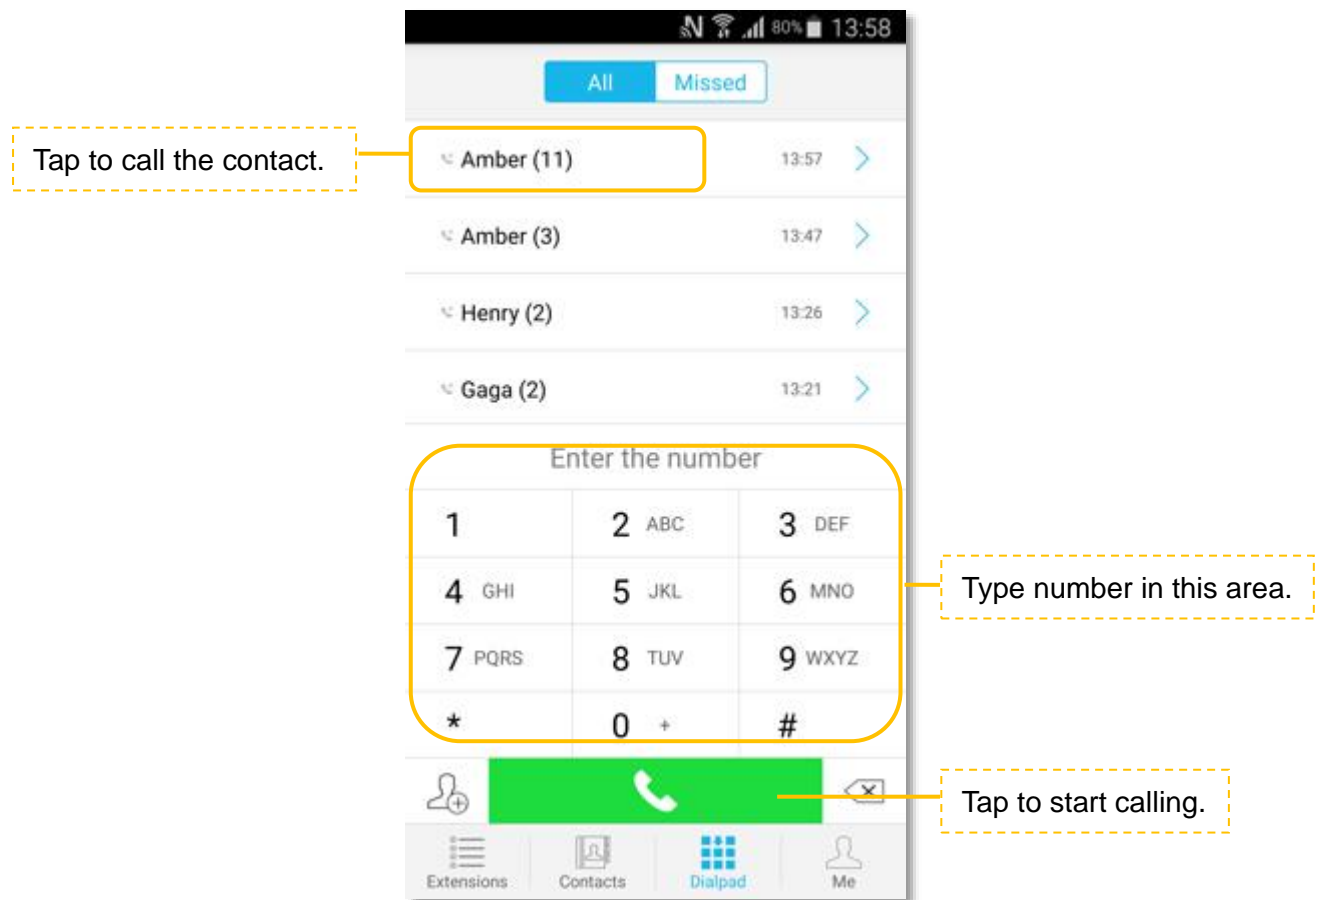 80% 13:58
All Missed
Tap to call the contact.
Amber (11) 13:57
Amber (3) 13:47
Henry (2) 13:26
Gaga (2) 13:21
Enter the number
1 2 ABC 3 DEF
4 GHI 5 JKL 6 MNO
Type number in this area.
7 PQRS 8 TUV 9 WXYZ
* 0 + #
Tap to start calling.
Extensions Contacts Dialpad Me